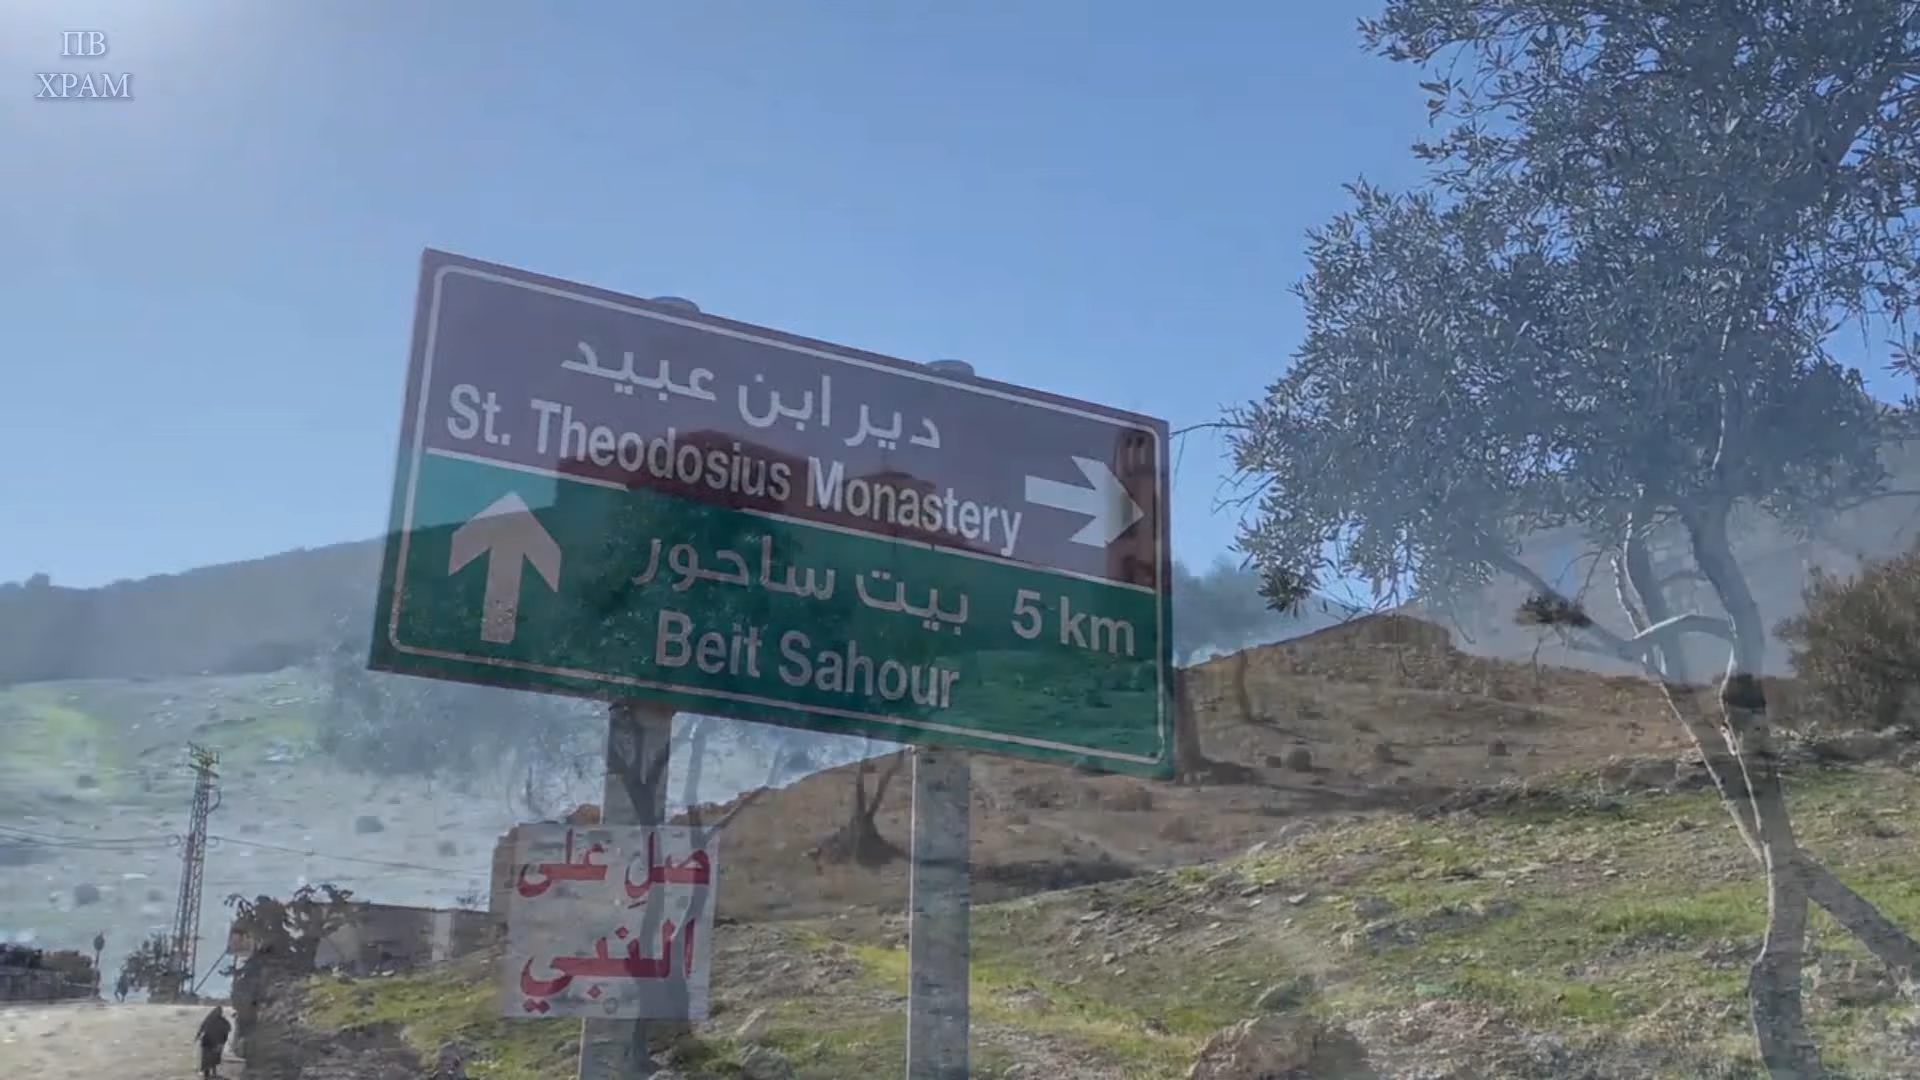 ПВ
ХРАМ
دير ابن عبيد
St. Theodosius Monastery
بيت ساحور 5 km
Beit Sahour
صلِ على
النبي